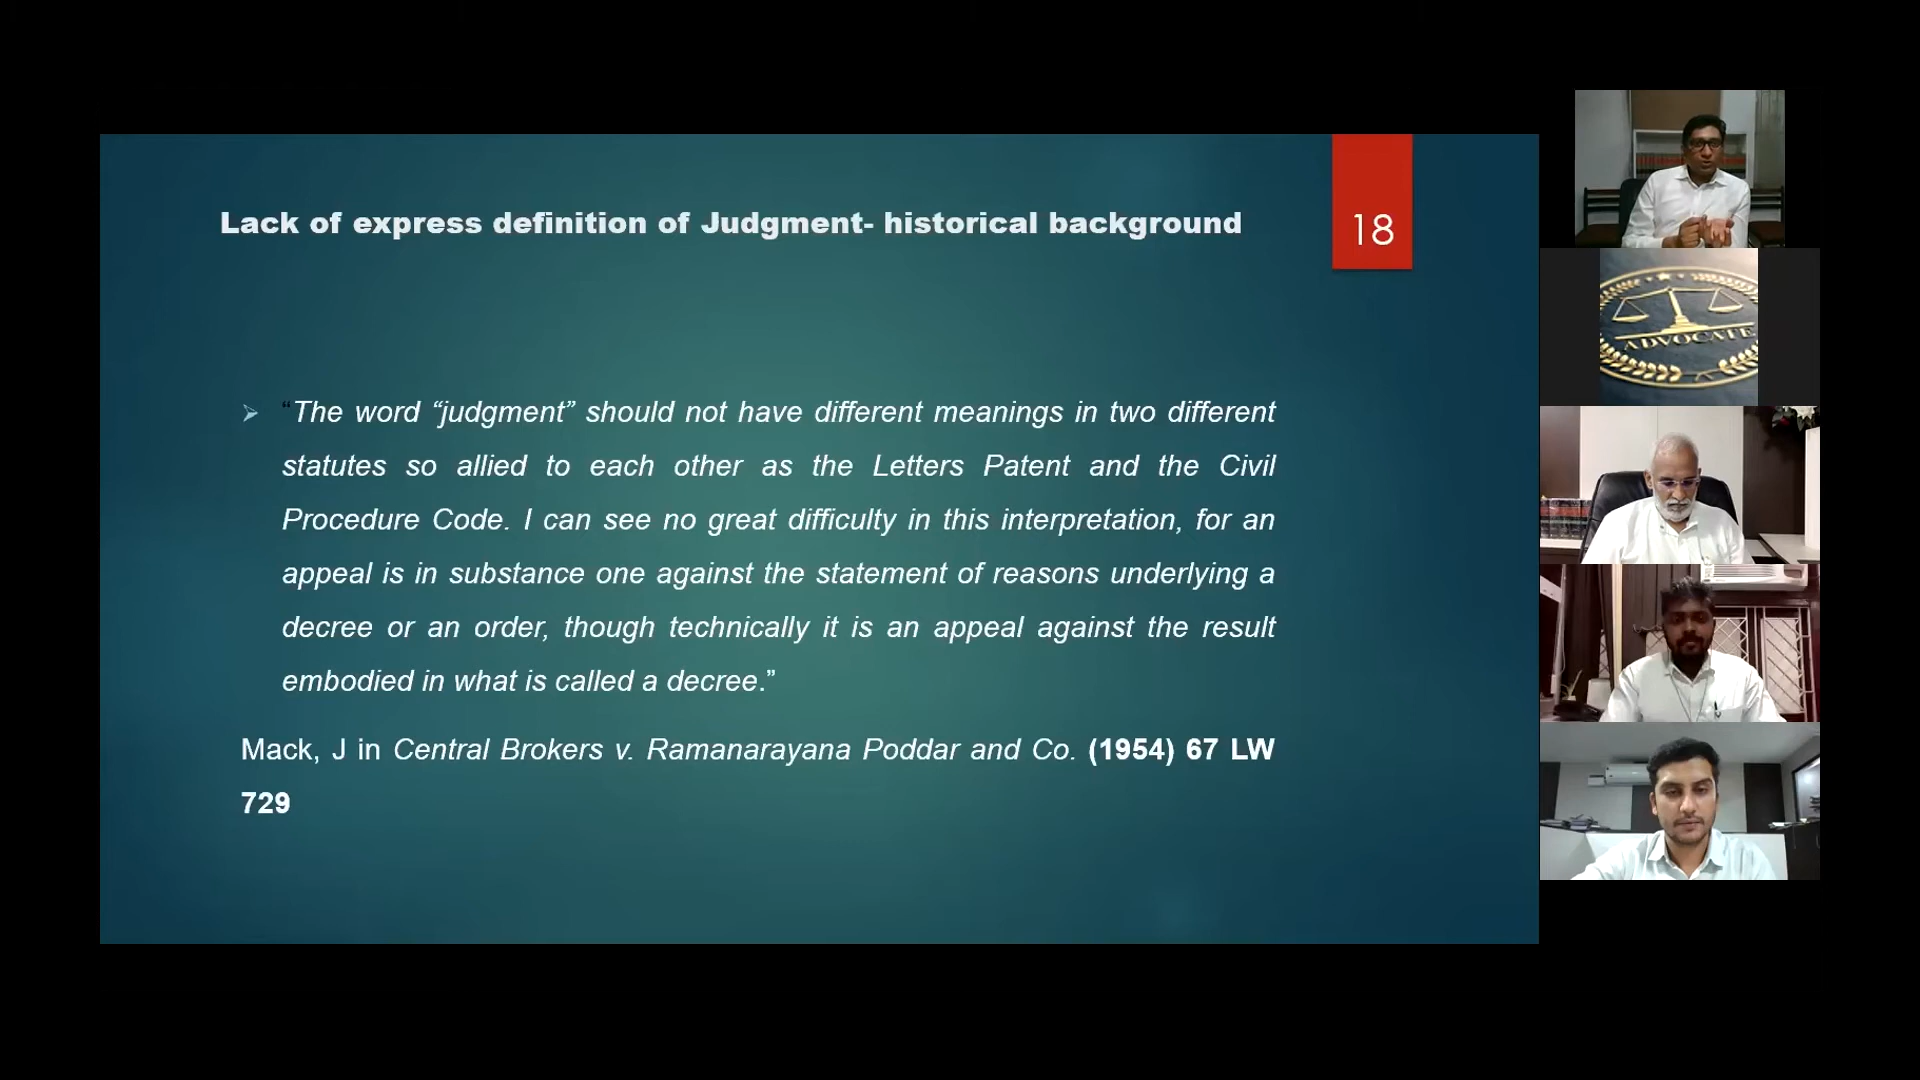 Lack of express definition of Judgment- historical background
18
➢ “The word “judgment” should not have different meanings in two different
statutes so allied to each other as the Letters Patent and the Civil
Procedure Code. I can see no great difficulty in this interpretation, for an
appeal is in substance one against the statement of reasons underlying a
decree or an order, though technically it is an appeal against the result
embodied in what is called a decree.”
Mack, J in Central Brokers v. Ramanarayana Poddar and Co. (1954) 67 LW
729
ADVOCATE